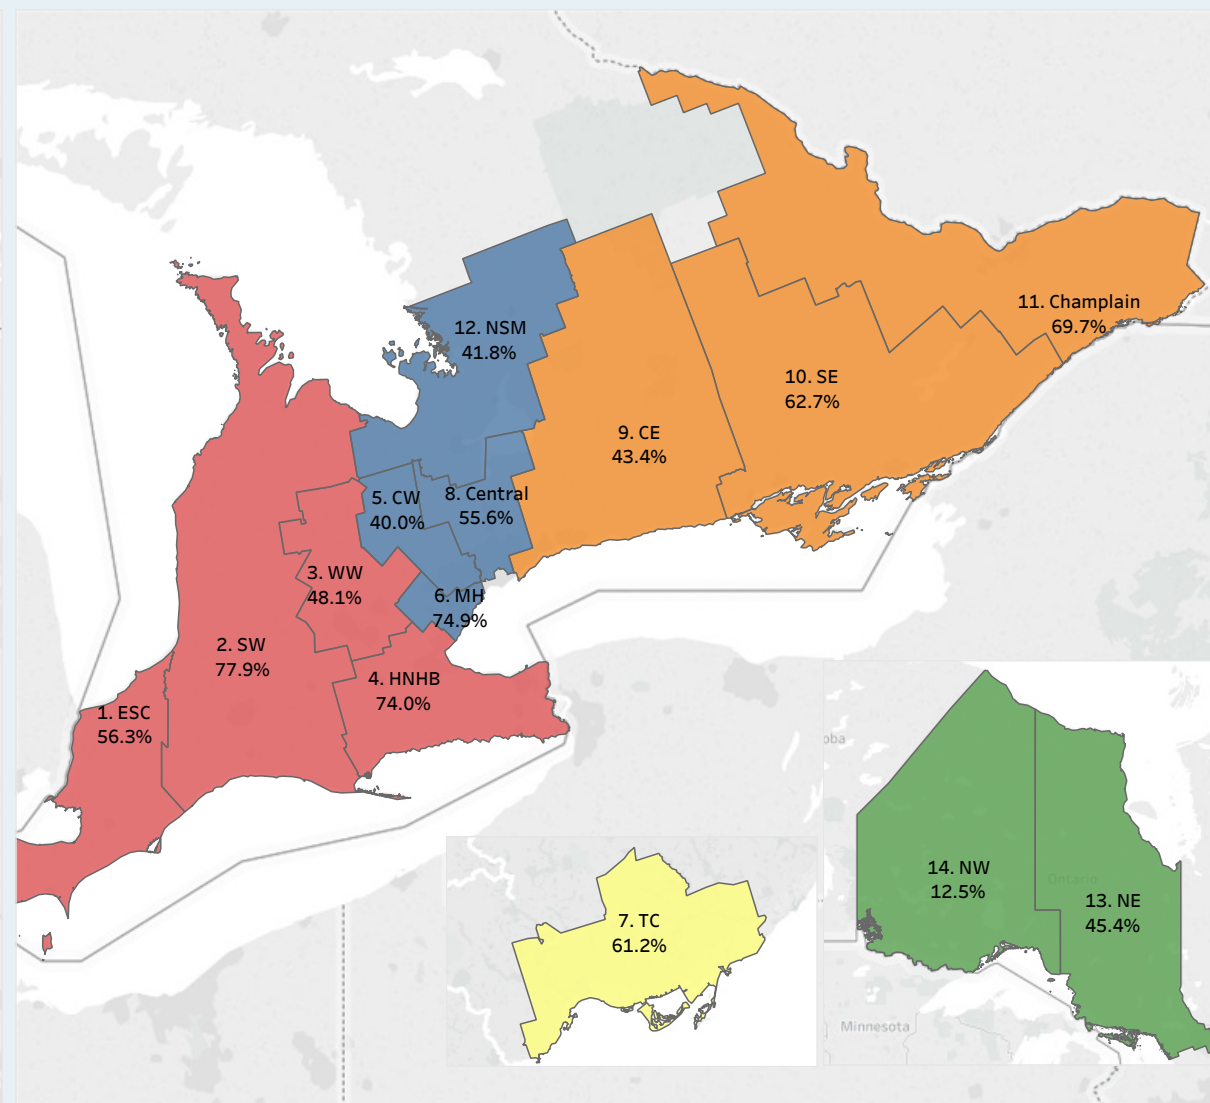 12. NSM
41.8%
11. Champlain
69.7%
10. SE
62.7%
9. CE
43.4%
5. CW
40.0%
8. Central
55.6%
3. WW
48.1%
6. MH
74.9%
2. SW
77.9%
4. HNHB
74.0%
1. ESC
56.3%
oba
14. NW
12.5%
Ontario
13. NE
45.4%
7. TC
61.2%
Minnesota